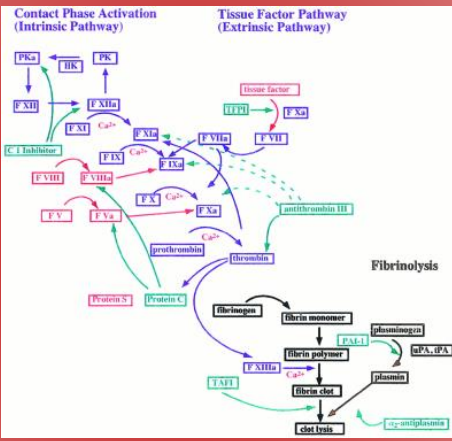 Contact Phase Activation
(Intrinsic Pathway)
Tissue Factor Pathway
(Extrinsic Pathway)
PKa
HK
PK
F XII
F XIIa
tissue factor
TFPI
F Xa
F XI
Ca²⁺
F XIa
F VIIa
F VII
C 1 Inhibitor
F IX
Ca²⁺
F IXa
F VIII
F VIIIa
F X
Ca²⁺
F Xa
antithrombin III
F V
F Va
prothrombin
Ca²⁺
thrombin
Fibrinolysis
Protein S
Protein C
fibrinogen
fibrin monomer
plasminogen
PAI-1
uPA, tPA
fibrin polymer
F XIIIa
Ca²⁺
plasmin
TAFI
fibrin clot
α₂-antiplasmin
clot lysis